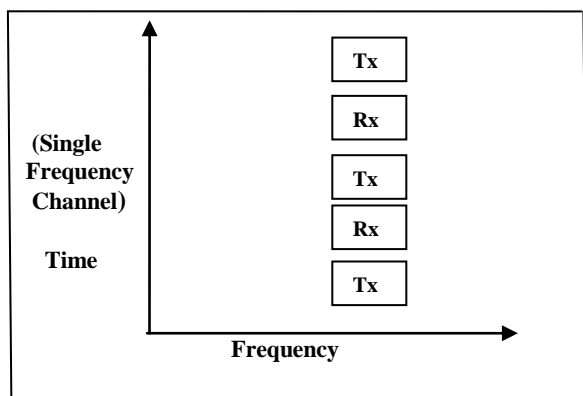 Tx
Rx
(Single
Frequency
Channel)
Tx
Rx
Time
Tx
Frequency